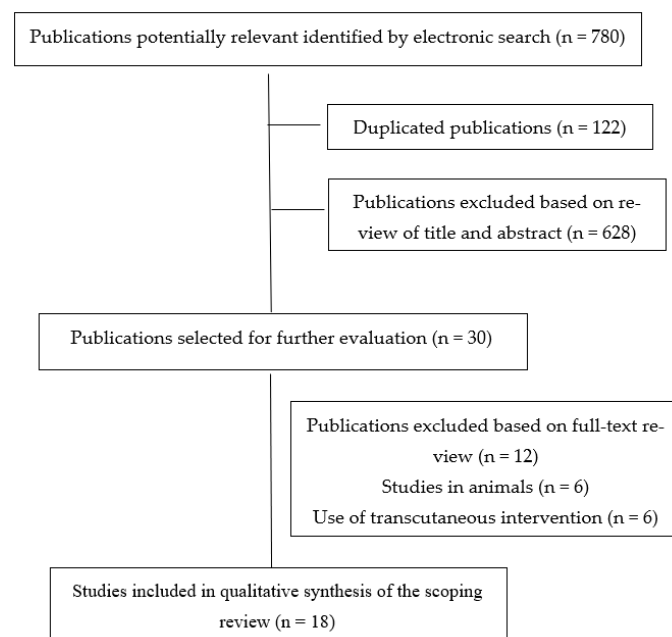 Publications potentially relevant identified by electronic search (n = 780)
Duplicated publications (n = 122)
Publications excluded based on re-
view of title and abstract (n = 628)
Publications selected for further evaluation (n = 30)
Publications excluded based on full-text re-
view (n = 12)
Studies in animals (n = 6)
Use of transcutaneous intervention (n = 6)
Studies included in qualitative synthesis of the scoping
review (n = 18)